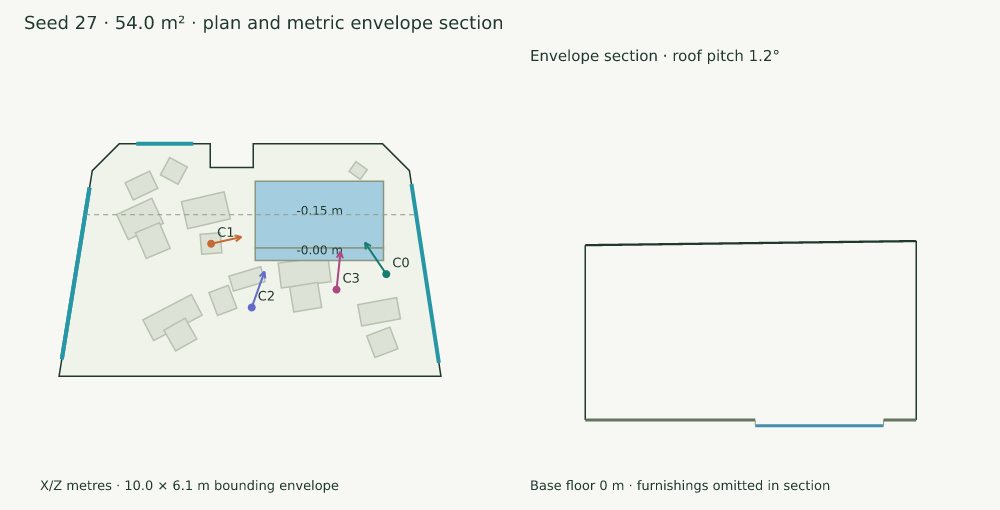 Seed 27 · 54.0 m² · plan and metric envelope section
Envelope section · roof pitch 1.2°
-0.15 m
C1
-0.00 m
C0
C3
C2
X/Z metres · 10.0 × 6.1 m bounding envelope
Base floor 0 m · furnishings omitted in section